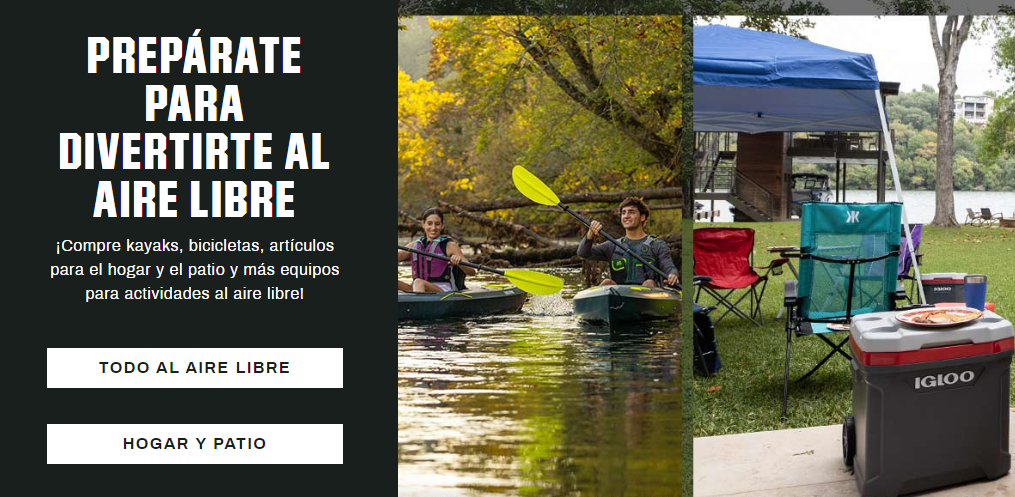 PREPÁRATE
PARA
DIVERTIRTE AL
AIRE LIBRE
¡Compre kayaks, bicicletas, artículos
para el hogar y el patio y más equipos
para actividades al aire libre!
TODO AL AIRE LIBRE
HOGAR Y PATIO
IGLOO
IGLOO